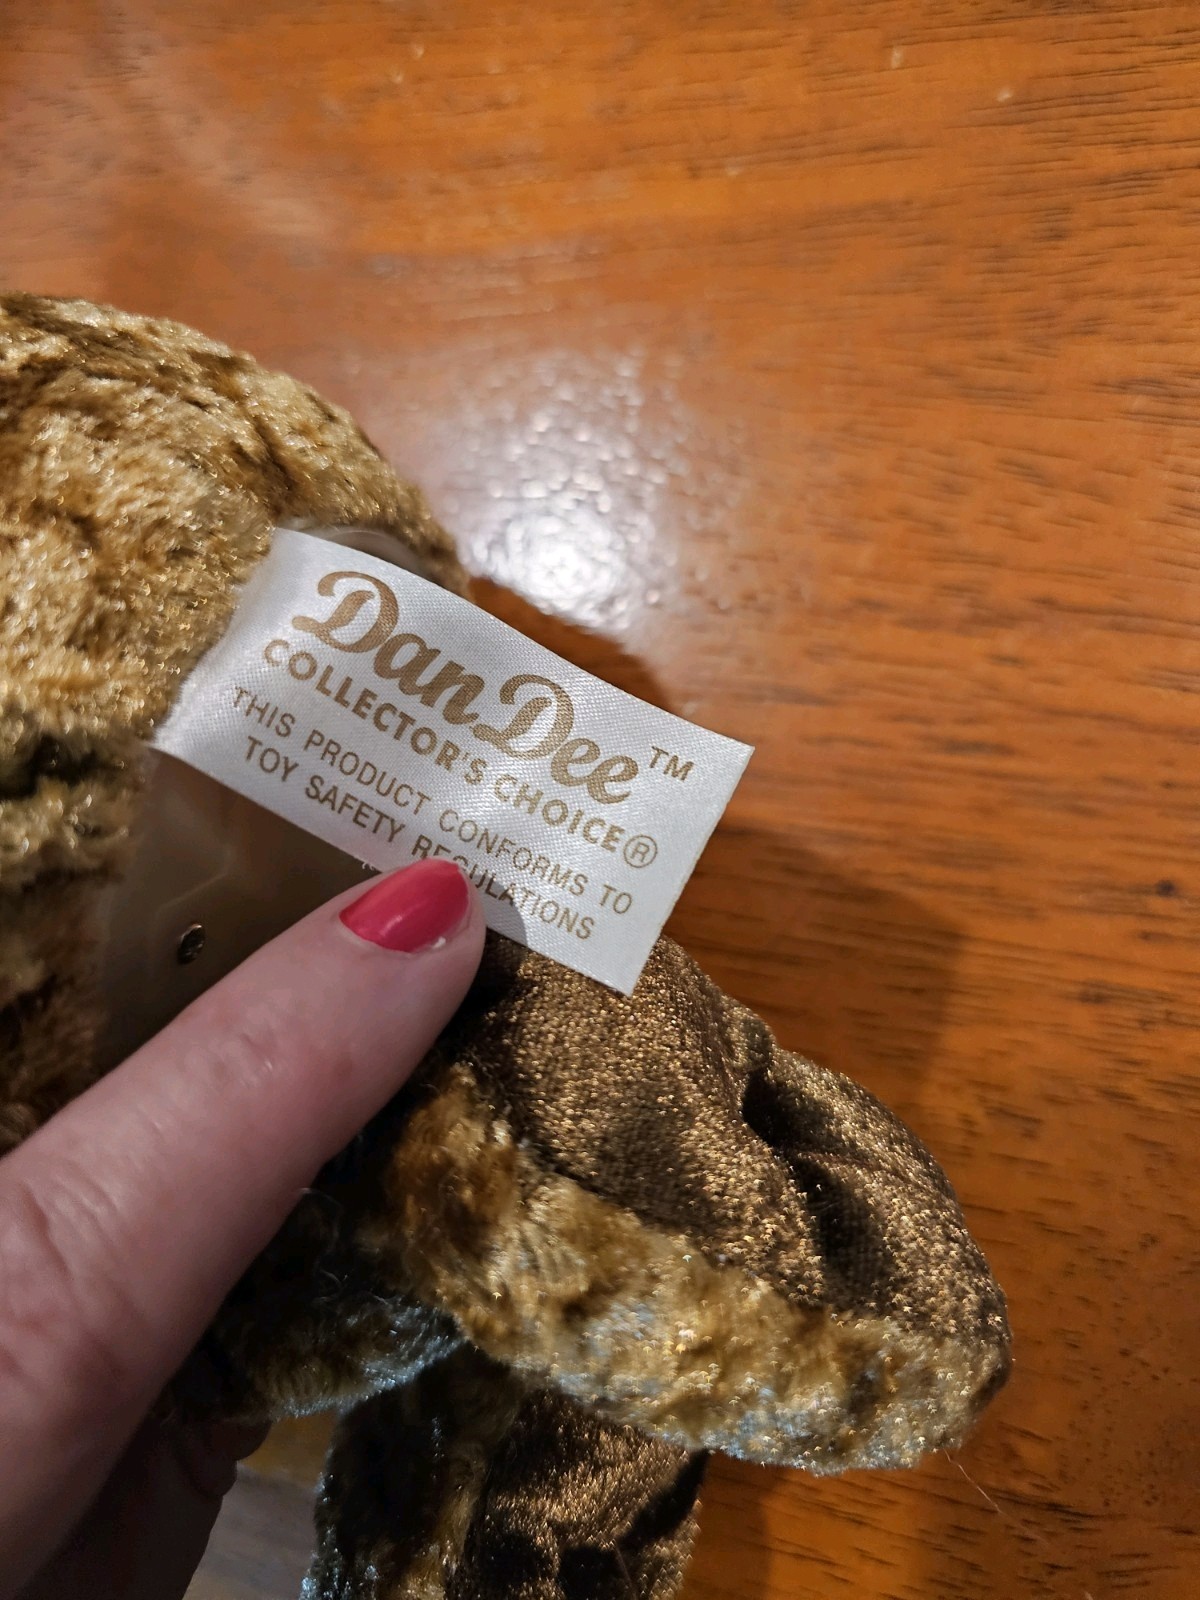 Dan Dee™
COLLECTOR'S CHOICE®
THIS PRODUCT CONFORMS TO
TOY SAFETY REGULATIONS